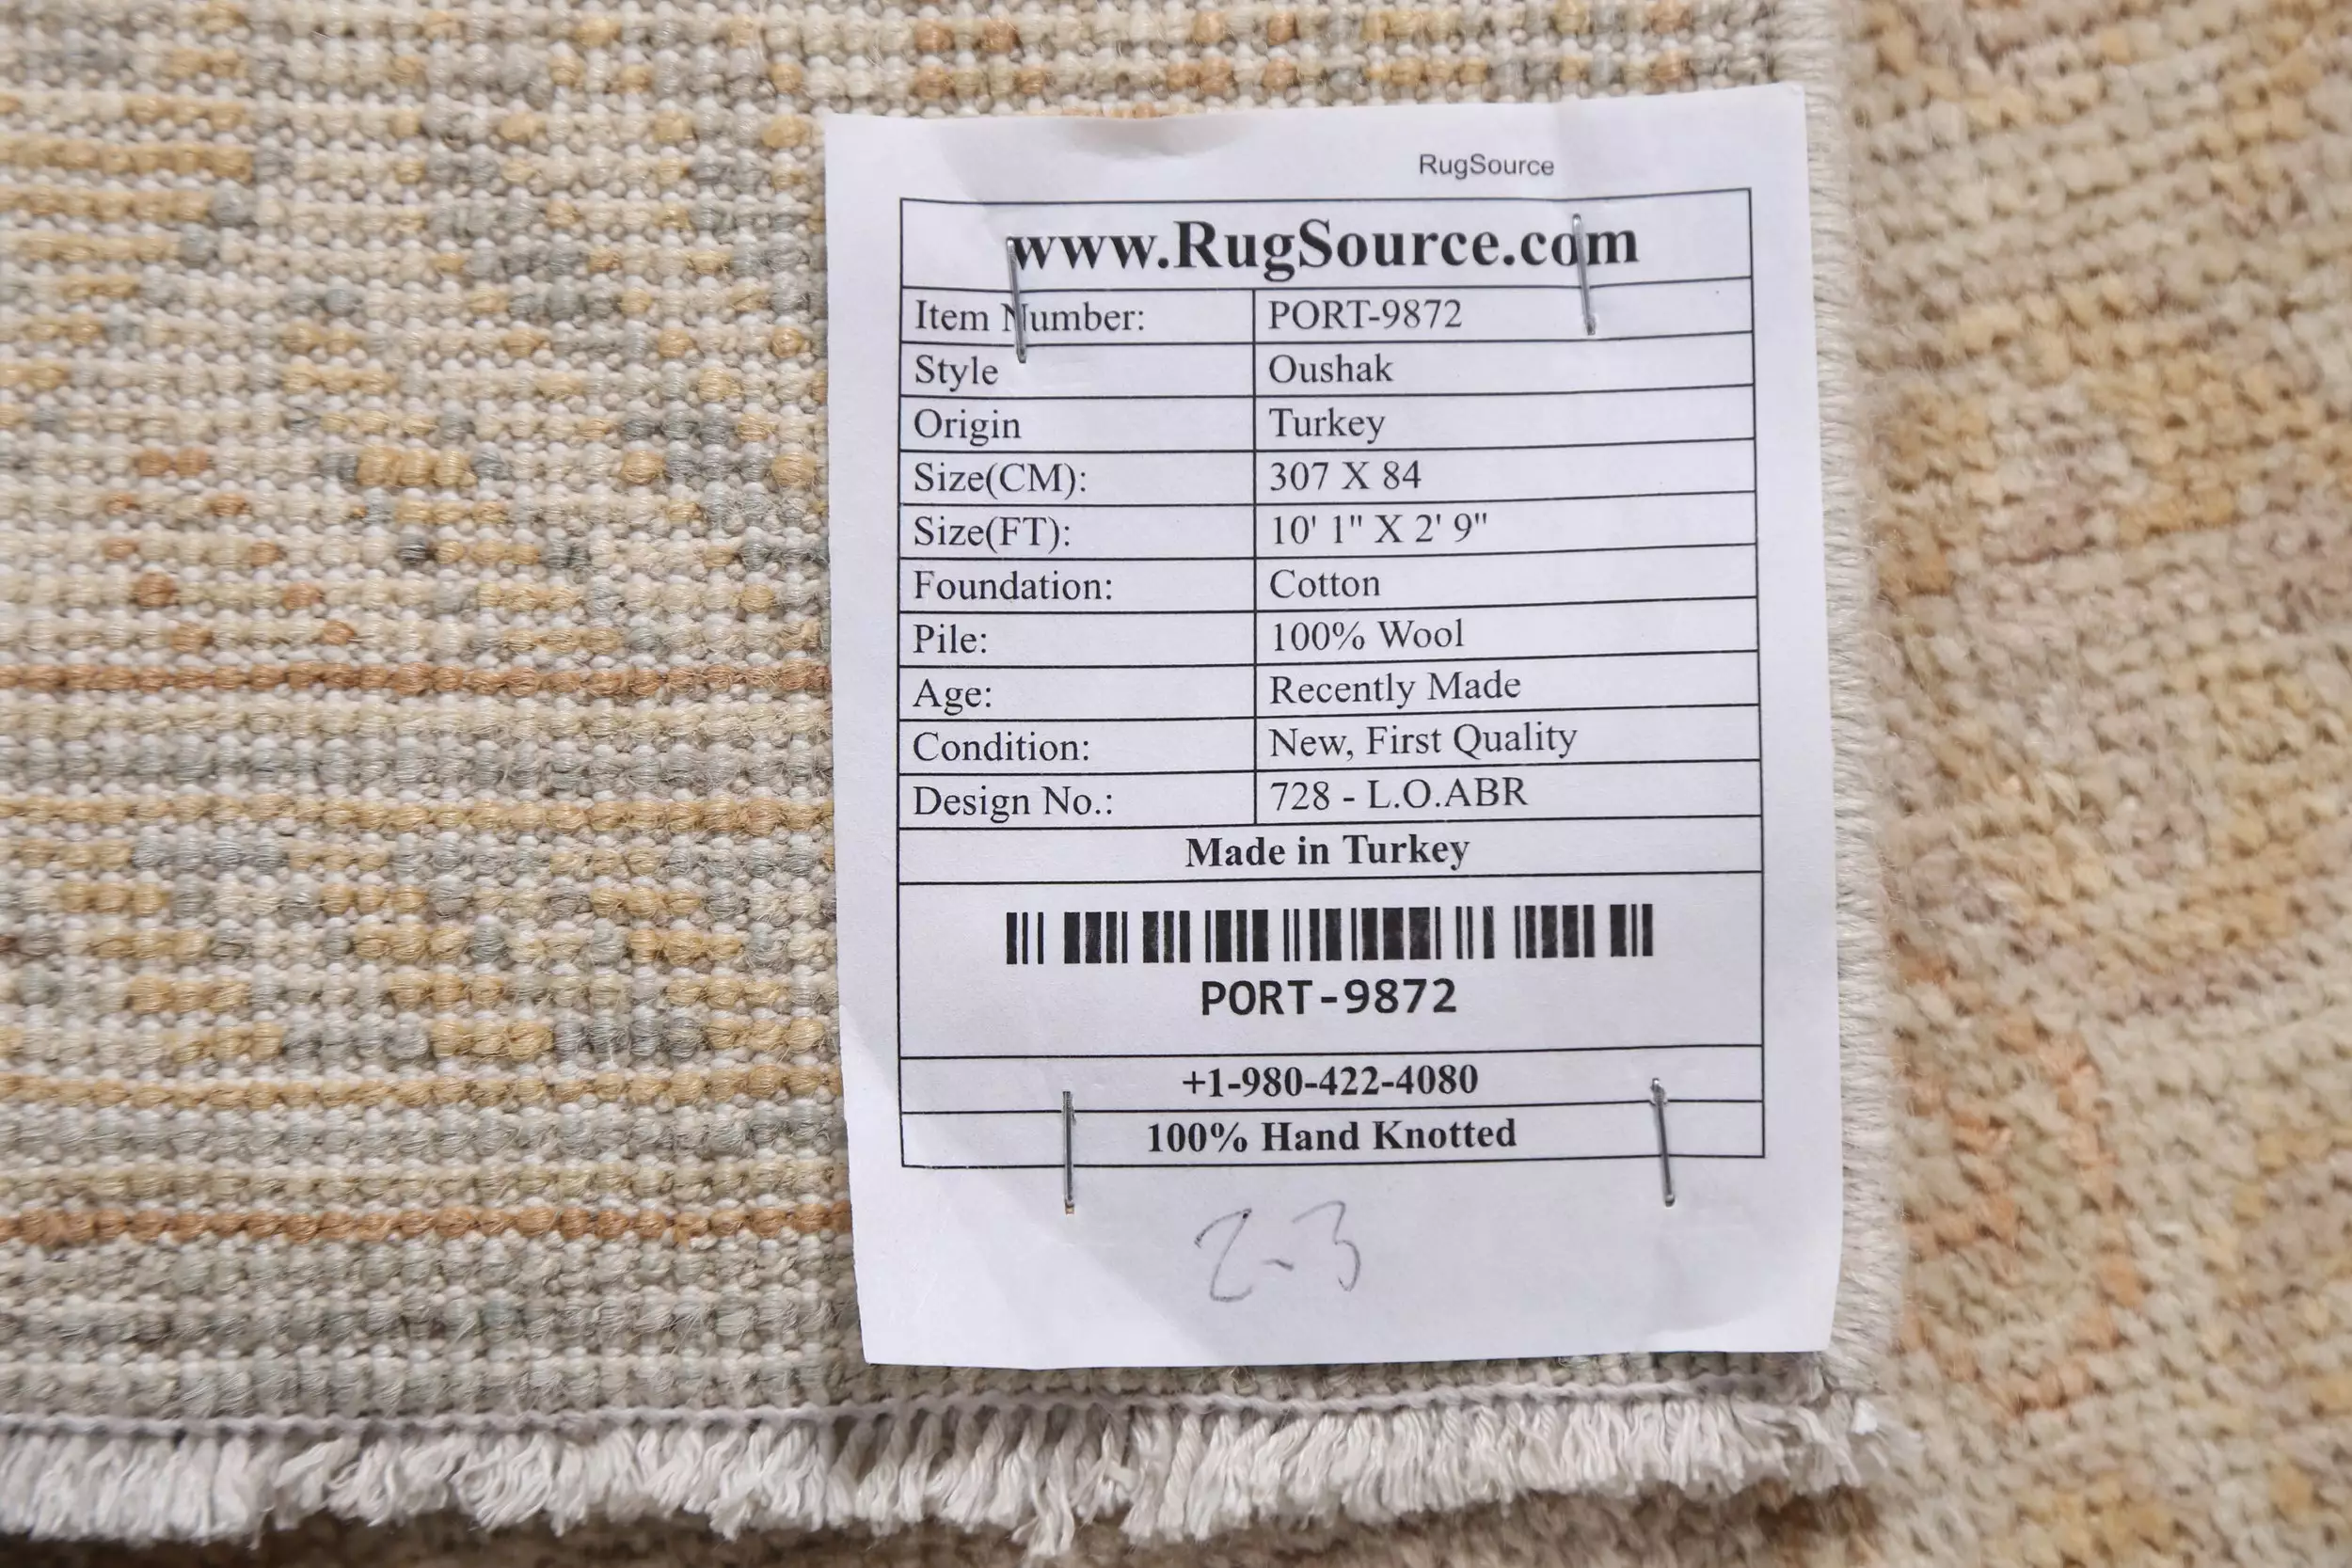 RugSource
www.RugSource.com
Item Number: PORT-9872
Style Oushak
Origin Turkey
Size(CM): 307 X 84
Size(FT): 10' 1" X 2' 9"
Foundation: Cotton
Pile: 100% Wool
Age: Recently Made
Condition: New, First Quality
Design No.: 728 - L.O.ABR
Made in Turkey
PORT-9872
+1-980-422-4080
100% Hand Knotted
2-3